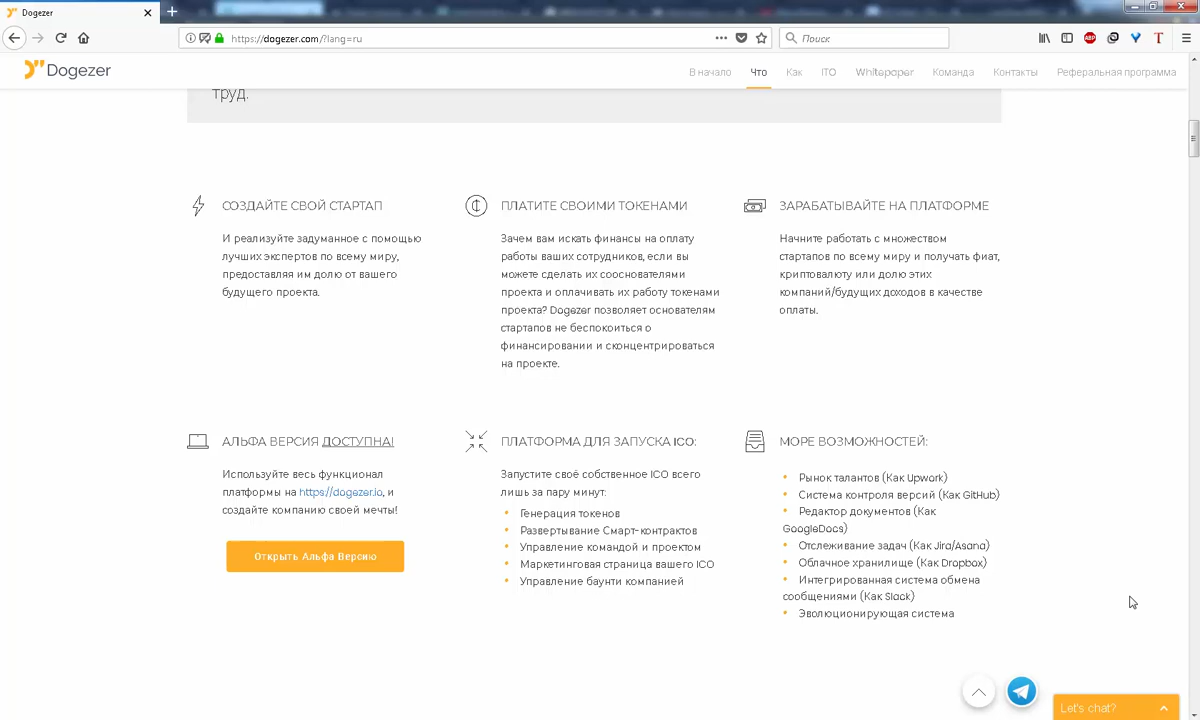 Dogezer
https://dogezer.com/?lang=ru
Поиск
ABP
Dogezer
В начало
Что
Как
ITO
Whitepaper
Команда
Контакты
Реферальная программа
труд.
СОЗДАЙТЕ СВОЙ СТАРТАП
И реализуйте задуманное с помощью
лучших экспертов по всему миру,
предоставляя им долю от вашего
будущего проекта.
ПЛАТИТЕ СВОИМИ ТОКЕНАМИ
Зачем вам искать финансы на оплату
работы ваших сотрудников, если вы
можете сделать их сооснователями
проекта и оплачивать их работу токенами
проекта? Dogezer позволяет основателям
стартапов не беспокоиться о
финансировании и сконцентрироваться
на проекте.
ЗАРАБАТЫВАЙТЕ НА ПЛАТФОРМЕ
Начните работать с множеством
стартапов по всему миру и получать фиат,
криптовалюту или долю этих
компаний/будущих доходов в качестве
оплаты.
АЛЬФА ВЕРСИЯ ДОСТУПНА!
Используйте весь функционал
платформы на https://dogezer.io, и
создайте компанию своей мечты!
Открыть Альфа Версию
ПЛАТФОРМА ДЛЯ ЗАПУСКА ICO:
Запустите своё собственное ICO всего
лишь за пару минут:
Генерация токенов
Развертывание Смарт-контрактов
Управление командой и проектом
Маркетинговая страница вашего ICO
Управление баунти компанией
МОРЕ ВОЗМОЖНОСТЕЙ:
Рынок талантов (Как Upwork)
Система контроля версий (Как GitHub)
Редактор документов (Как
GoogleDocs)
Отслеживание задач (Как Jira/Asana)
Облачное хранилище (Как Dropbox)
Интегрированная система обмена
сообщениями (Как Slack)
Эволюционирующая система
Let's chat?